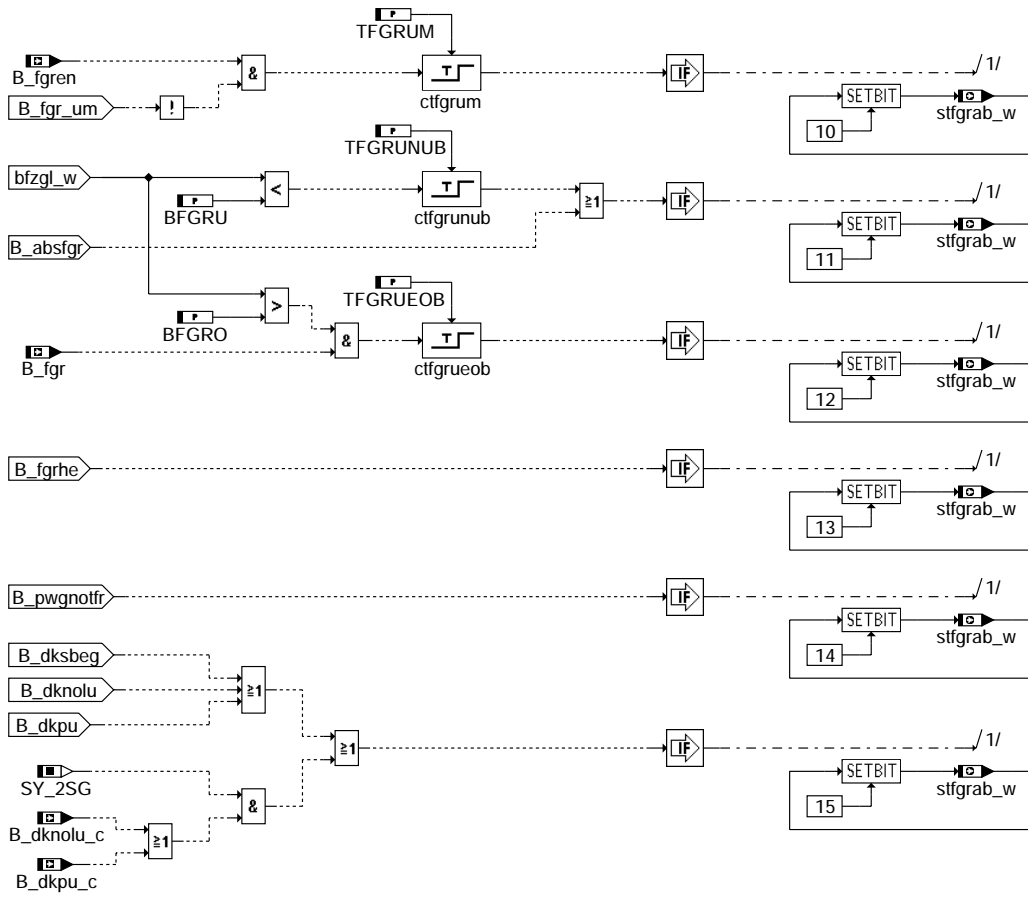 P
TFGRUM
B_fgren
&
T
ctfgrum
IF
1/
B_fgr_um
!
SETBIT
10
stfgrab_w
P
TFGRUNUB
bfzgl_w
<
P
BFGRU
T
ctfgrunub
≧1
IF
1/
B_absfgr
SETBIT
11
stfgrab_w
P
TFGRUEOB
>
P
BFGRO
B_fgr
&
T
ctfgrueob
IF
1/
SETBIT
12
stfgrab_w
B_fgrhe
IF
1/
SETBIT
13
stfgrab_w
B_pwgnotfr
IF
1/
SETBIT
14
stfgrab_w
B_dksbeg
B_dknolu
B_dkpu
≧1
≧1
IF
1/
SY_2SG
&
SETBIT
15
stfgrab_w
B_dknolu_c
≧1
B_dkpu_c